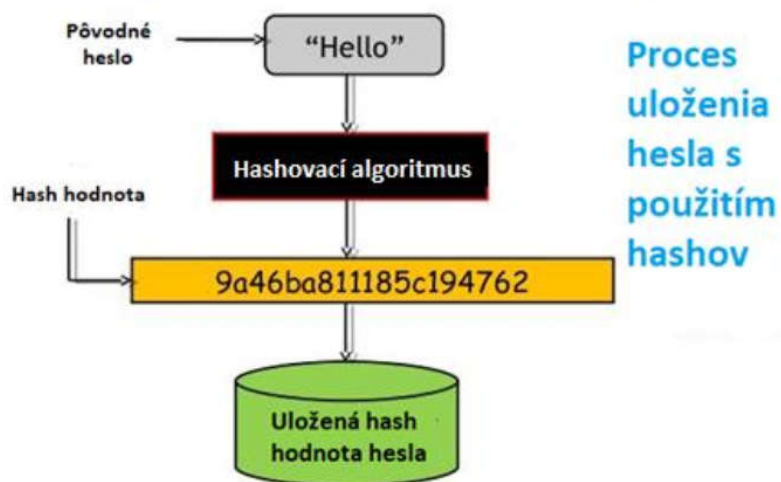 Pôvodné
heslo
“Hello”
Proces
uloženia
hesla s
použitím
hashov
Hashovací algoritmus
Hash hodnota
9a46ba811185c194762
Uložená hash
hodnota hesla